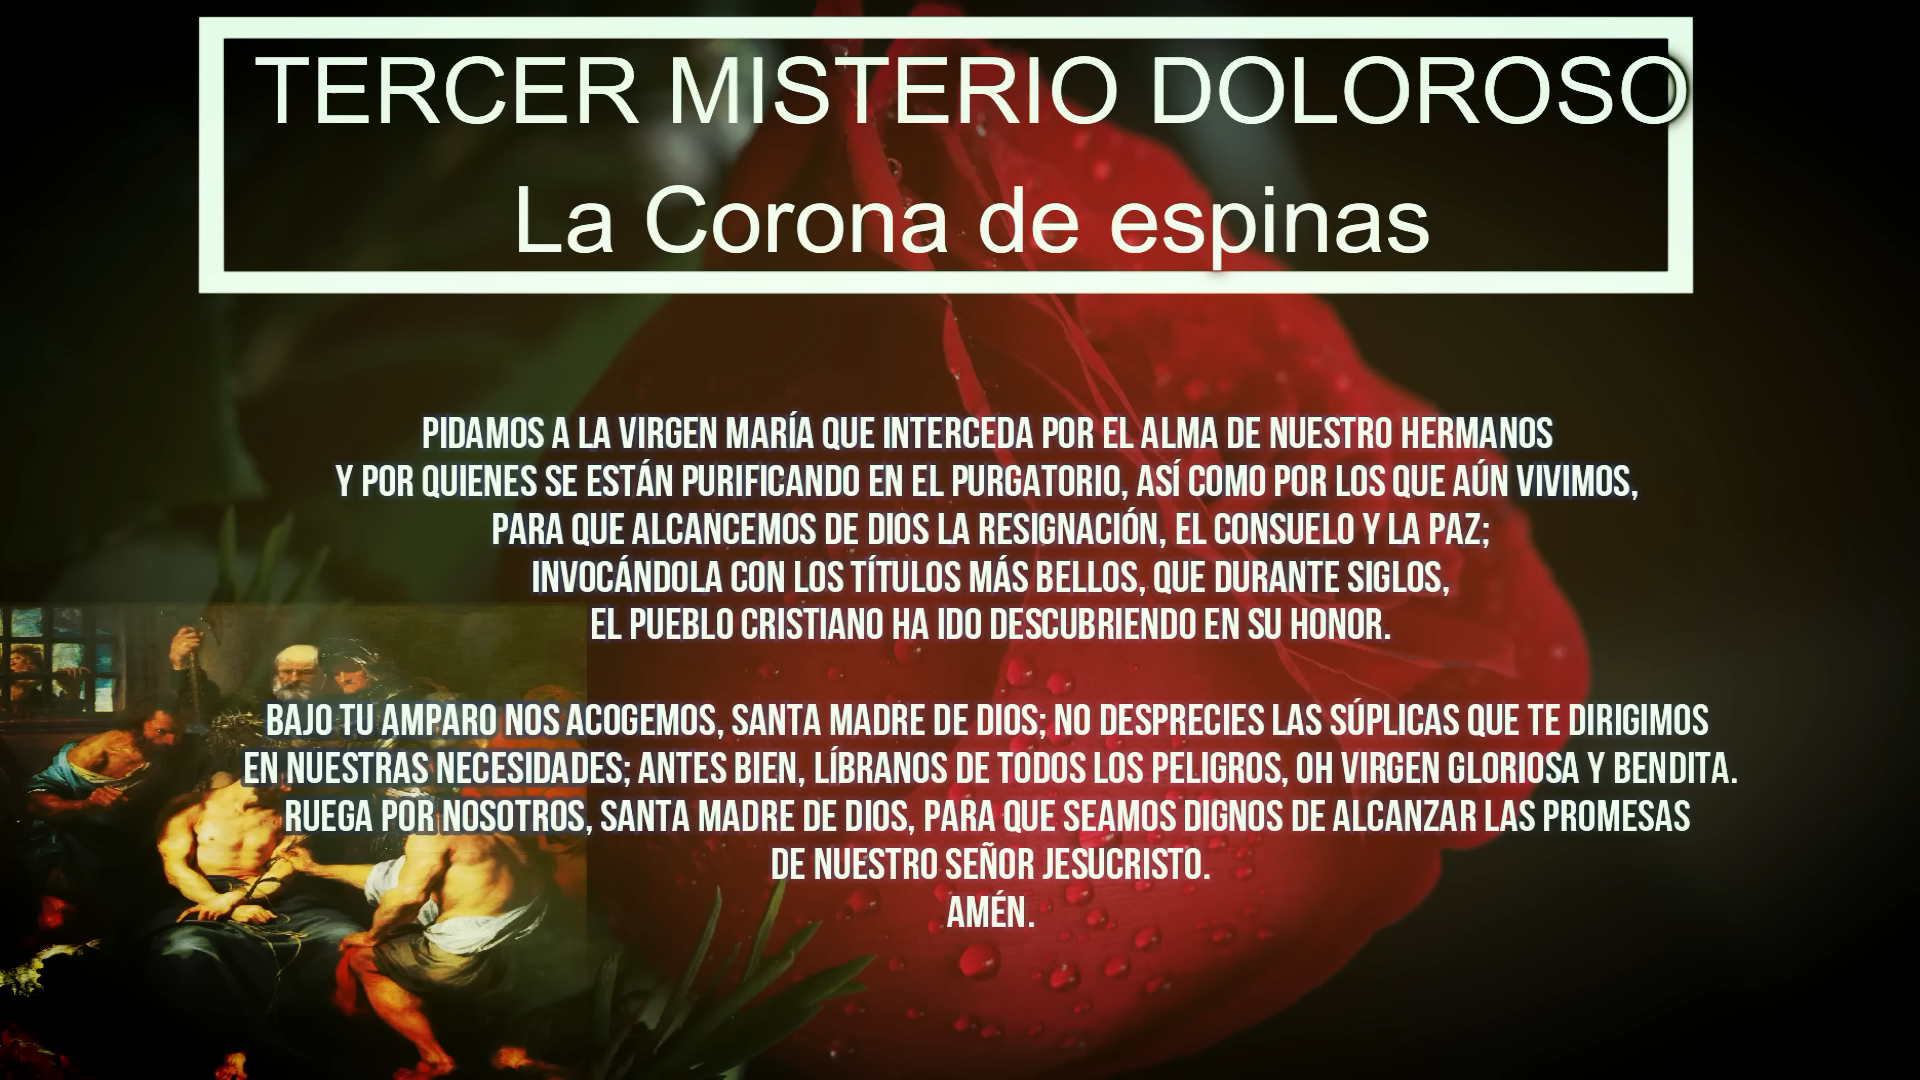 TERCER MISTERIO DOLOROSO
La Corona de espinas
PIDAMOS A LA VIRGEN MARÍA QUE INTERCEDA POR EL ALMA DE NUESTRO HERMANOS
Y POR QUIENES SE ESTÁN PURIFICANDO EN EL PURGATORIO, ASÍ COMO POR LOS QUE AÚN VIVIMOS,
PARA QUE ALCANCEMOS DE DIOS LA RESIGNACIÓN, EL CONSUELO Y LA PAZ;
INVOCÁNDOLA CON LOS TÍTULOS MÁS BELLOS, QUE DURANTE SIGLOS,
EL PUEBLO CRISTIANO HA IDO DESCUBRIENDO EN SU HONOR.
BAJO TU AMPARO NOS ACOGEMOS, SANTA MADRE DE DIOS; NO DESPRECIES LAS SÚPLICAS QUE TE DIRIGIMOS
EN NUESTRAS NECESIDADES; ANTES BIEN, LÍBRANOS DE TODOS LOS PELIGROS, OH VIRGEN GLORIOSA Y BENDITA.
RUEGA POR NOSOTROS, SANTA MADRE DE DIOS, PARA QUE SEAMOS DIGNOS DE ALCANZAR LAS PROMESAS
DE NUESTRO SEÑOR JESUCRISTO.
AMÉN.